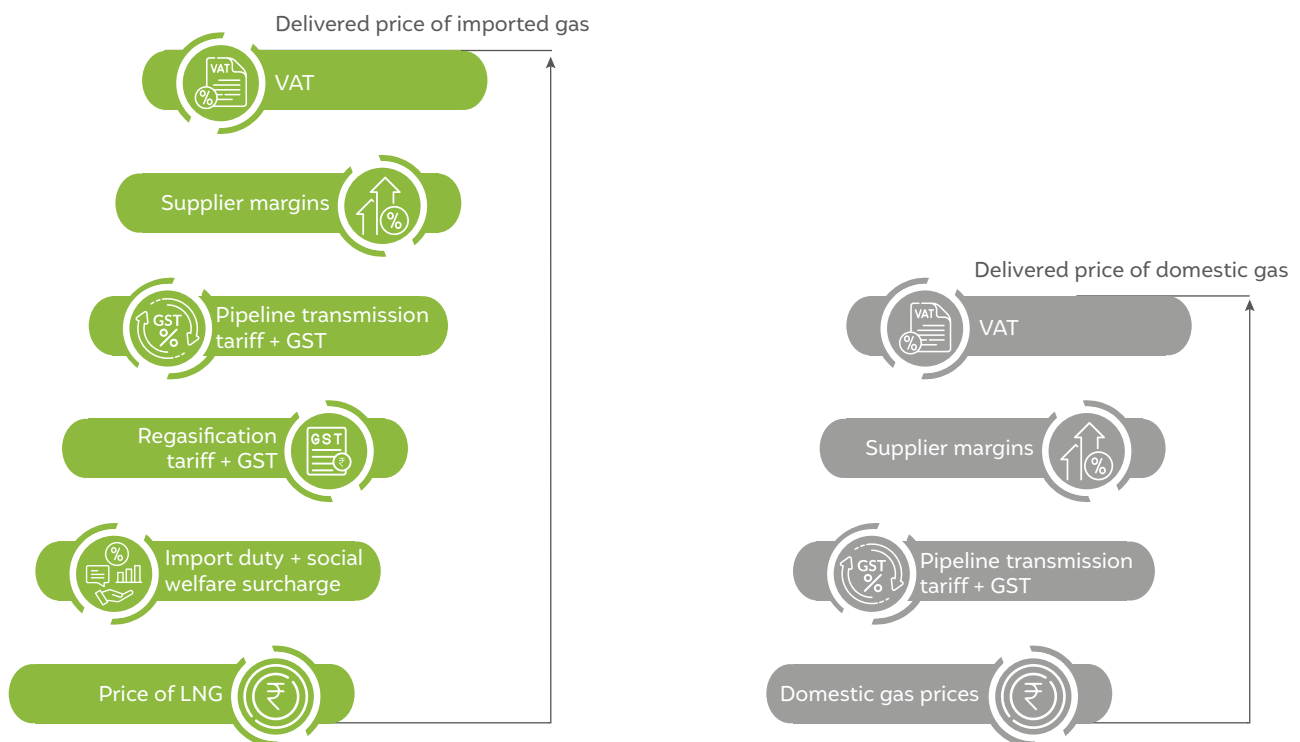 Delivered price of imported gas
VAT
%
VAT
Supplier margins
%
GST
%
Pipeline transmission
tariff + GST
Regasification
tariff + GST
GST
₹
%
Import duty + social
welfare surcharge
Price of LNG
₹
Delivered price of domestic gas
VAT
%
VAT
Supplier margins
%
GST
%
Pipeline transmission
tariff + GST
Domestic gas prices
₹